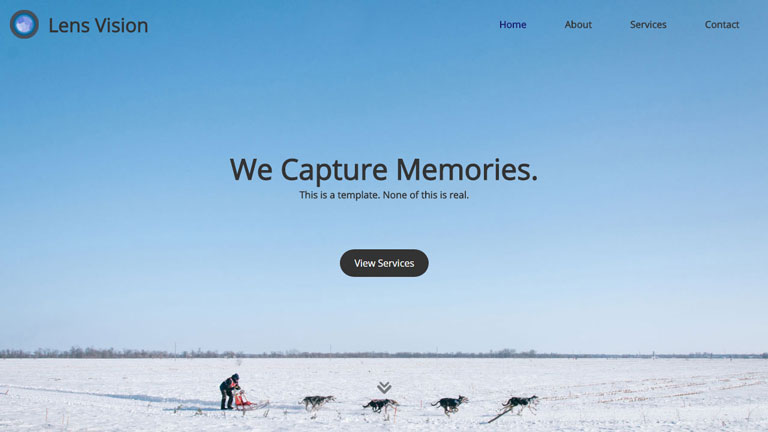 Lens Vision
Home About Services Contact
We Capture Memories.
This is a template. None of this is real.
View Services